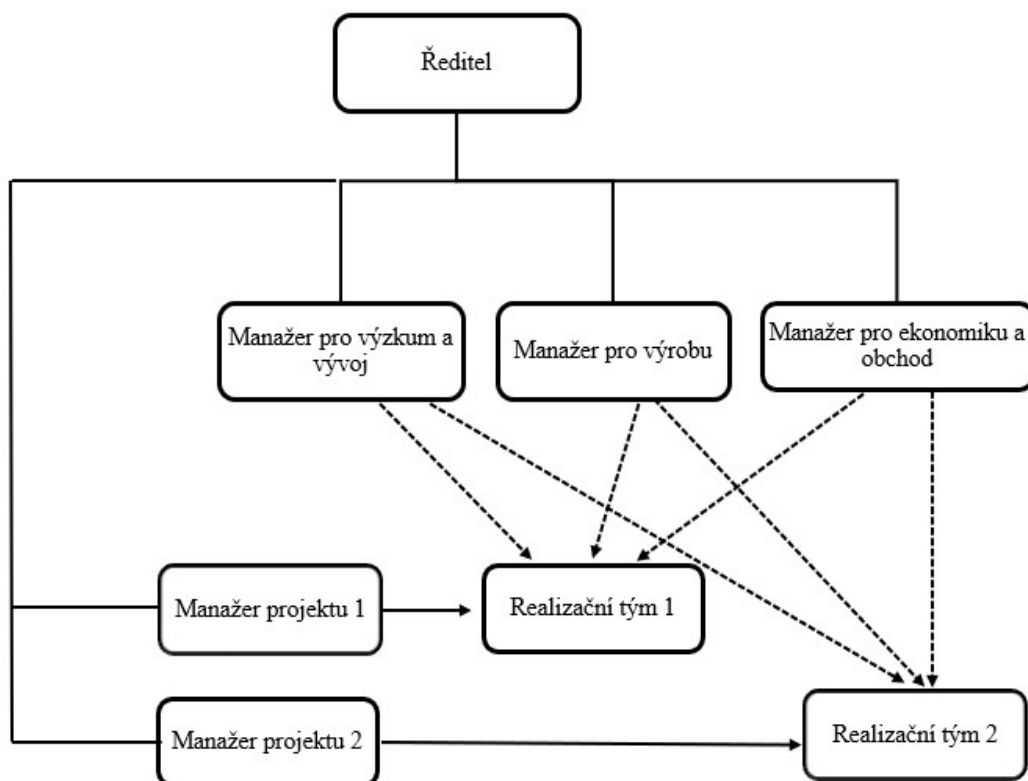 Ředitel
Manažer pro výzkum a
vývoj
Manažer pro výrobu
Manažer pro ekonomiku a
obchod
Manažer projektu 1
Realizační tým 1
Manažer projektu 2
Realizační tým 2